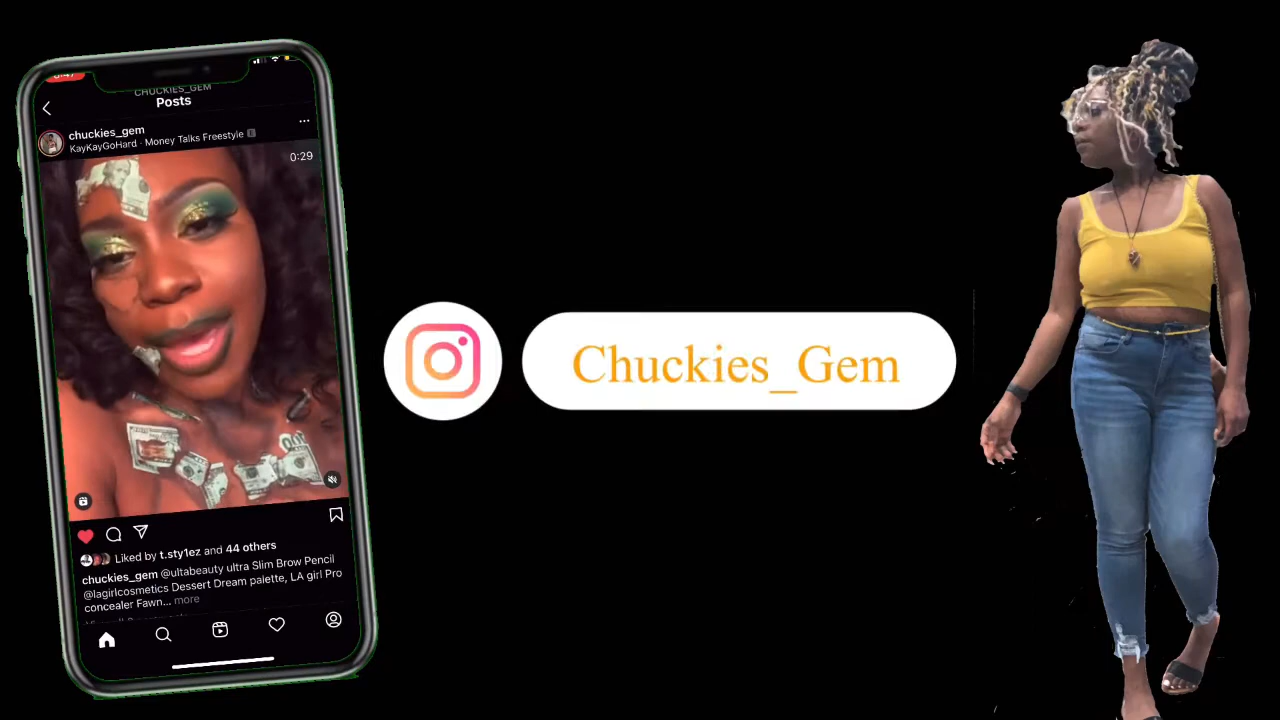 CHUCKIES_GEM
Posts
chuckies_gem
KayKayGoHard · Money Talks Freestyle E
0:29
Chuckies_Gem
Liked by t.sty1ez and 44 others
chuckies_gem @ultabeauty ultra Slim Brow Pencil
@lagirlcosmetics Dessert Dream palette, LA girl Pro
concealer Fawn... more